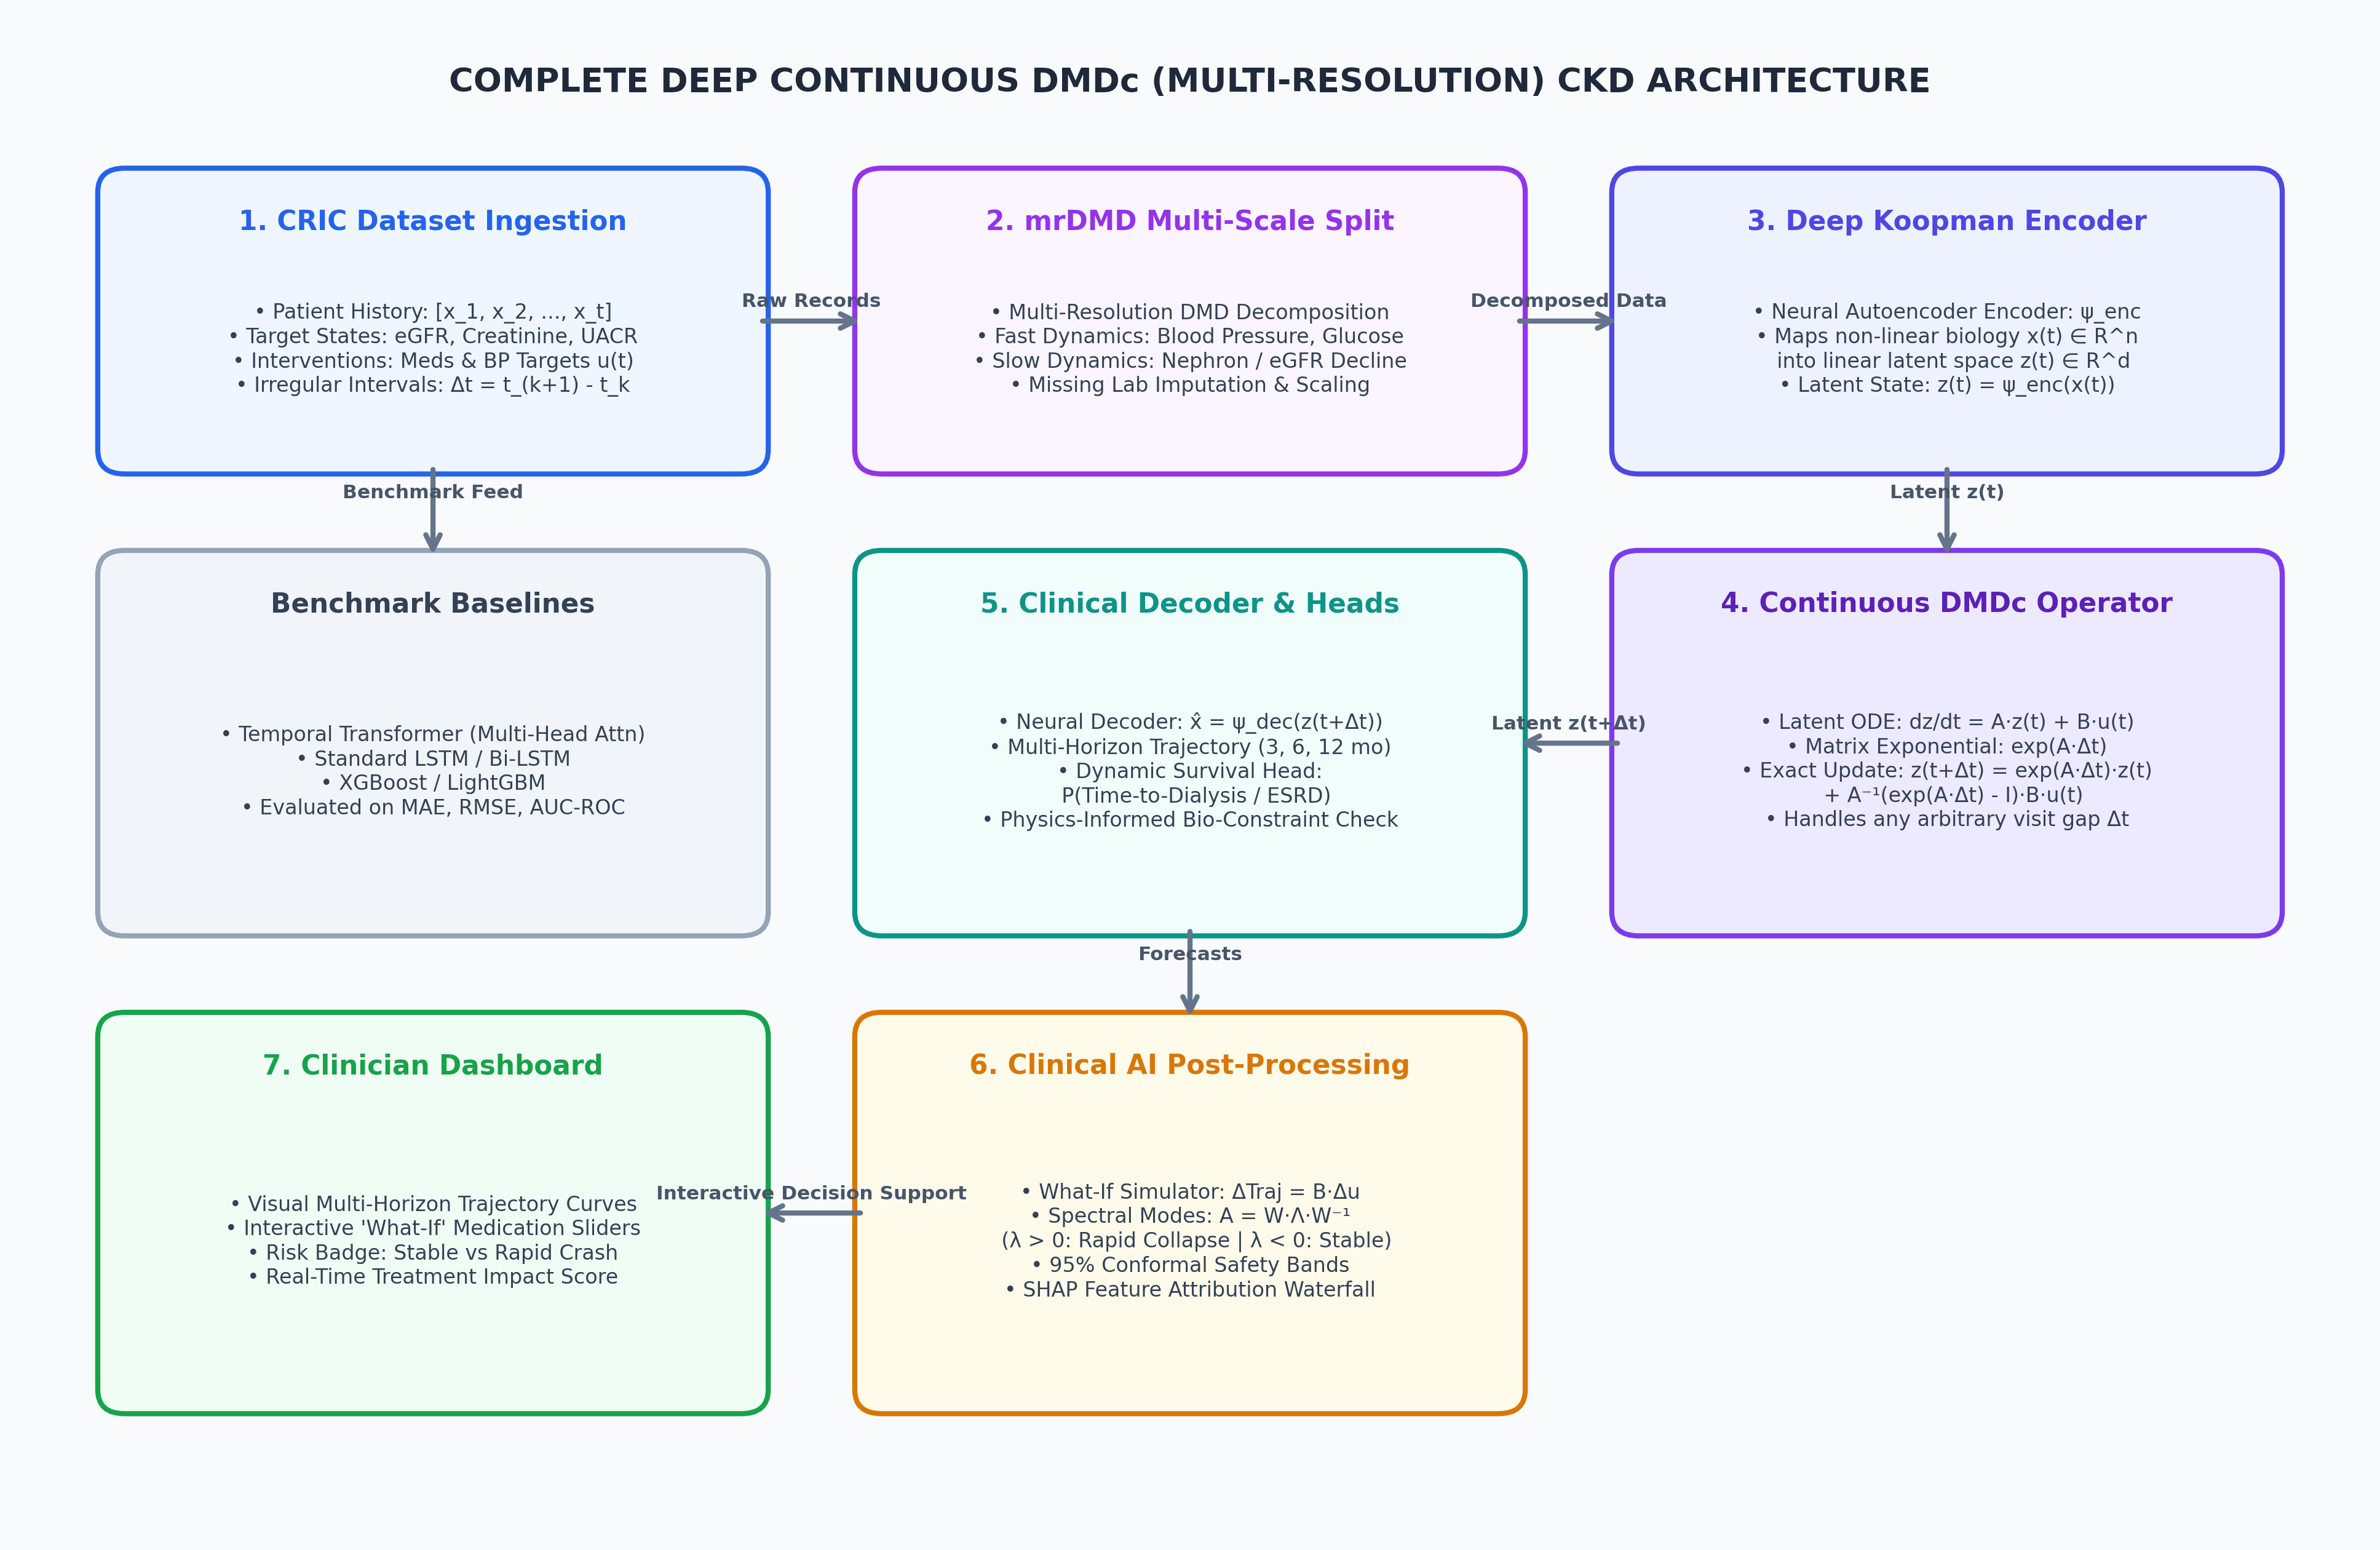 COMPLETE DEEP CONTINUOUS DMDc (MULTI-RESOLUTION) CKD ARCHITECTURE
1. CRIC Dataset Ingestion
• Patient History: [x_1, x_2, ..., x_t]
• Target States: eGFR, Creatinine, UACR
• Interventions: Meds & BP Targets u(t)
• Irregular Intervals: Δt = t_(k+1) - t_k
Raw Records
2. mrDMD Multi-Scale Split
• Multi-Resolution DMD Decomposition
• Fast Dynamics: Blood Pressure, Glucose
• Slow Dynamics: Nephron / eGFR Decline
• Missing Lab Imputation & Scaling
Decomposed Data
3. Deep Koopman Encoder
• Neural Autoencoder Encoder: ψ_enc
• Maps non-linear biology x(t) ∈ R^n
into linear latent space z(t) ∈ R^d
• Latent State: z(t) = ψ_enc(x(t))
Benchmark Feed
Latent z(t)
Benchmark Baselines
• Temporal Transformer (Multi-Head Attn)
• Standard LSTM / Bi-LSTM
• XGBoost / LightGBM
• Evaluated on MAE, RMSE, AUC-ROC
5. Clinical Decoder & Heads
• Neural Decoder: x̂ = ψ_dec(z(t+Δt))
• Multi-Horizon Trajectory (3, 6, 12 mo)
• Dynamic Survival Head:
P(Time-to-Dialysis / ESRD)
• Physics-Informed Bio-Constraint Check
Latent z(t+Δt)
4. Continuous DMDc Operator
• Latent ODE: dz/dt = A·z(t) + B·u(t)
• Matrix Exponential: exp(A·Δt)
• Exact Update: z(t+Δt) = exp(A·Δt)·z(t)
+ A⁻¹(exp(A·Δt) - I)·B·u(t)
• Handles any arbitrary visit gap Δt
Forecasts
7. Clinician Dashboard
• Visual Multi-Horizon Trajectory Curves
• Interactive 'What-If' Medication Sliders
• Risk Badge: Stable vs Rapid Crash
• Real-Time Treatment Impact Score
Interactive Decision Support
6. Clinical AI Post-Processing
• What-If Simulator: ΔTraj = B·Δu
• Spectral Modes: A = W·Λ·W⁻¹
(λ > 0: Rapid Collapse | λ < 0: Stable)
• 95% Conformal Safety Bands
• SHAP Feature Attribution Waterfall